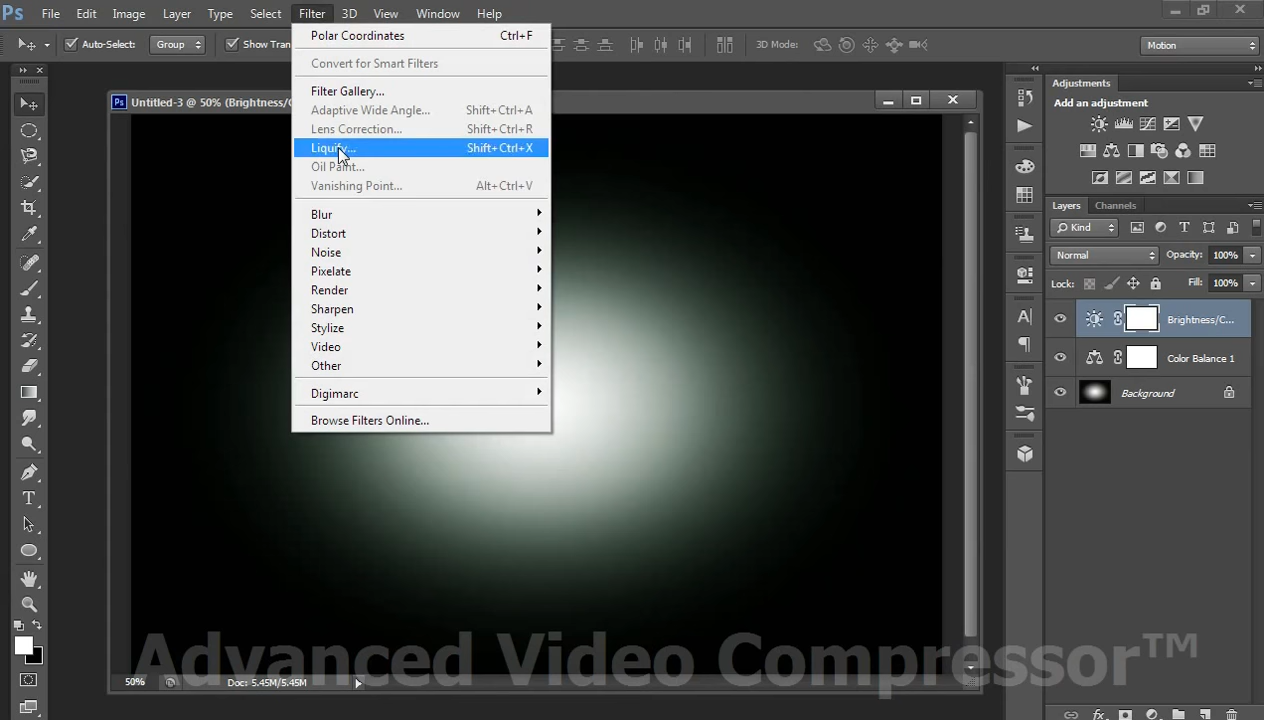 Ps File Edit Image Layer Type Select Filter 3D View Window Help
Auto-Select: Group Show Tran 3D Mode: Motion
Polar Coordinates Ctrl+F
Convert for Smart Filters
Filter Gallery...
Adaptive Wide Angle... Shift+Ctrl+A
Lens Correction... Shift+Ctrl+R
Liquify... Shift+Ctrl+X
Oil Paint...
Vanishing Point... Alt+Ctrl+V
Blur
Distort
Noise
Pixelate
Render
Sharpen
Stylize
Video
Other
Digimarc
Browse Filters Online...
Ps Untitled-3 @ 50% (Brightness/C
Adjustments
Add an adjustment
Layers Channels
Kind
Normal Opacity: 100%
Lock: Fill: 100%
Brightness/C...
Color Balance 1
Background
Advanced Video Compressor™
50% Doc: 5.45M/5.45M